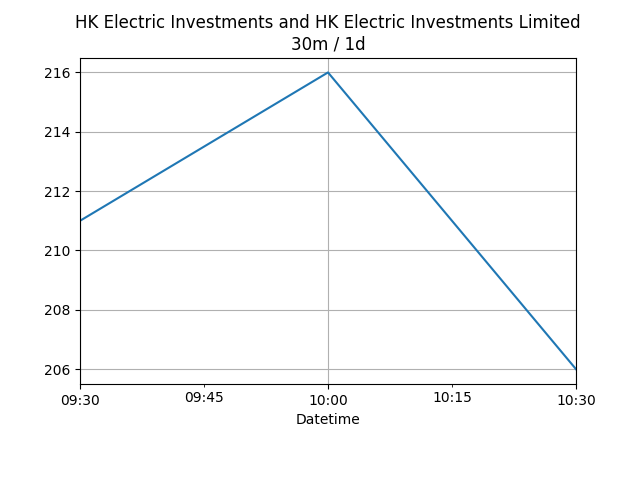 HK Electric Investments and HK Electric Investments Limited
30m / 1d
216
214
212
210
208
206
09:30 09:45 10:00 10:15 10:30
Datetime